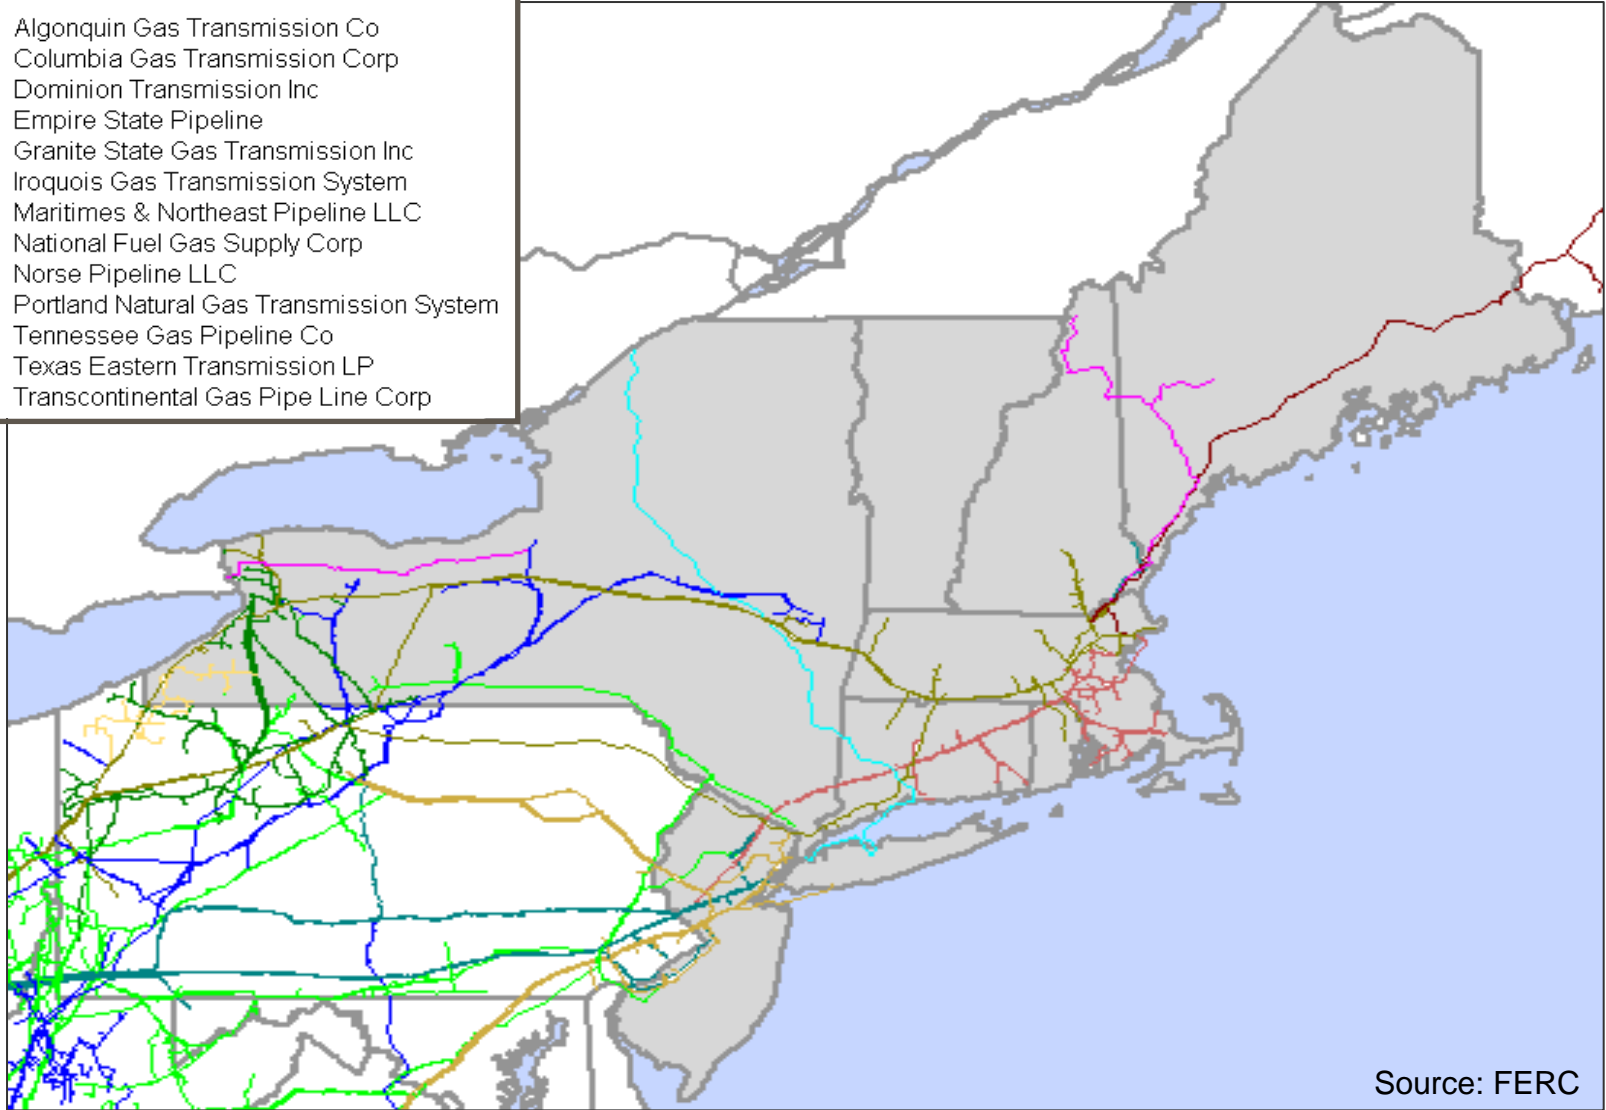 Algonquin Gas Transmission Co
Columbia Gas Transmission Corp
Dominion Transmission Inc
Empire State Pipeline
Granite State Gas Transmission Inc
Iroquois Gas Transmission System
Maritimes & Northeast Pipeline LLC
National Fuel Gas Supply Corp
Norse Pipeline LLC
Portland Natural Gas Transmission System
Tennessee Gas Pipeline Co
Texas Eastern Transmission LP
Transcontinental Gas Pipe Line Corp
Source: FERC